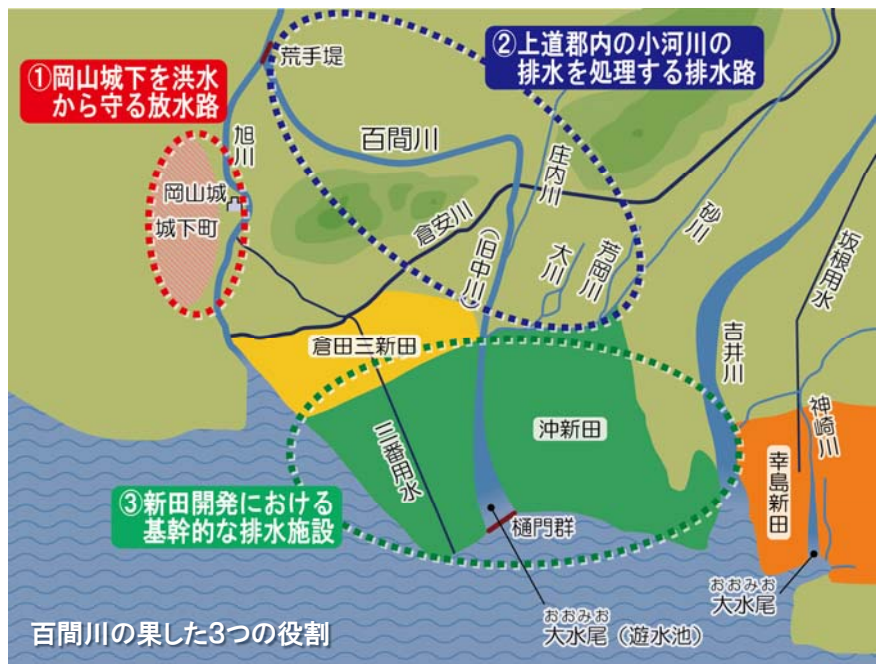 ①岡山城下を洪水
から守る放水路
荒手堤
②上道郡内の小河川の
排水を処理する排水路
旭川
百間川
岡山城
城下町
庄内川
砂川
倉安川
(旧中川)
大川
芳岡川
坂根用水
吉井川
倉田三新田
神崎川
三番用水
沖新田
幸島新田
③新田開発における
基幹的な排水施設
樋門群
おおみお
大水尾
おおみお
大水尾(遊水池)
百間川の果した3つの役割